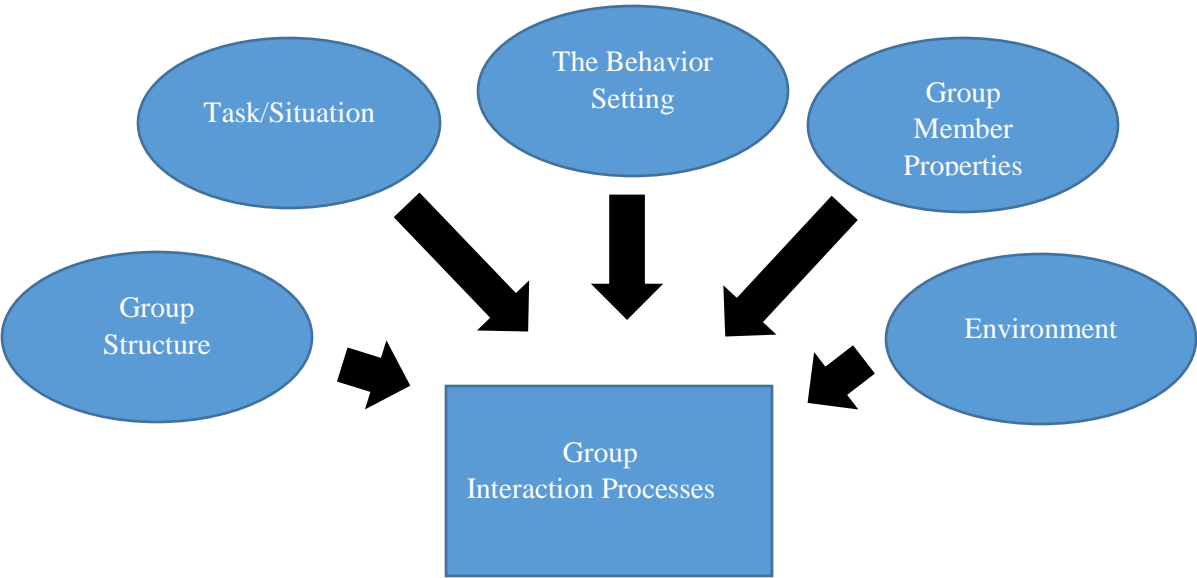 The Behavior
Setting
Task/Situation
Group
Member
Properties
Group
Structure
Environment
Group
Interaction Processes